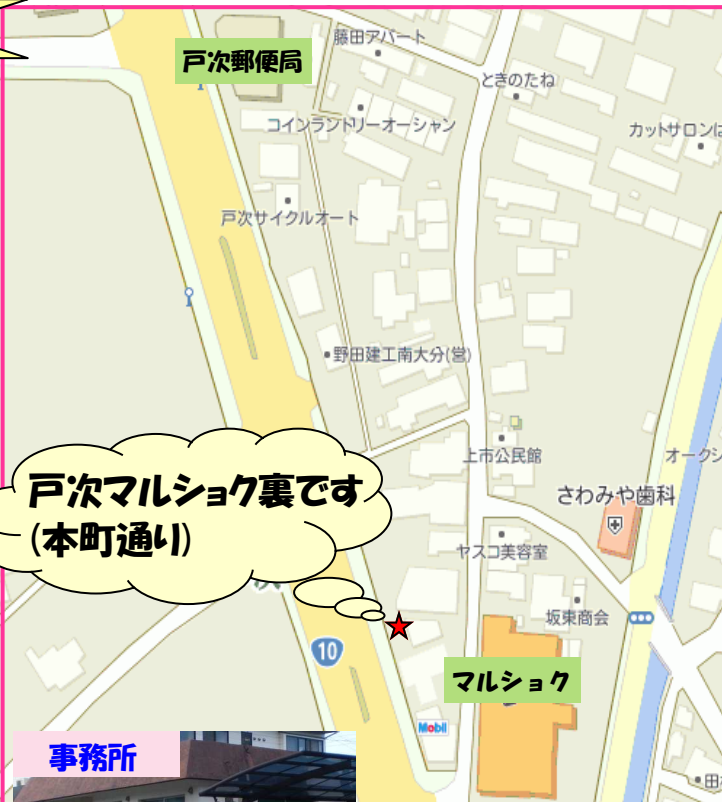 戸次郵便局
藤田アパート
ときのたね
コインランドリーオーシャン
カットサロンは
戸次サイクルオート
野田建工南大分(営)
上市公民館
オークシ
さわみや歯科
戸次マルショク裏です
(本町通り)
ヤスコ美容室
坂東商会
10
マルショク
Mobil
事務所
田